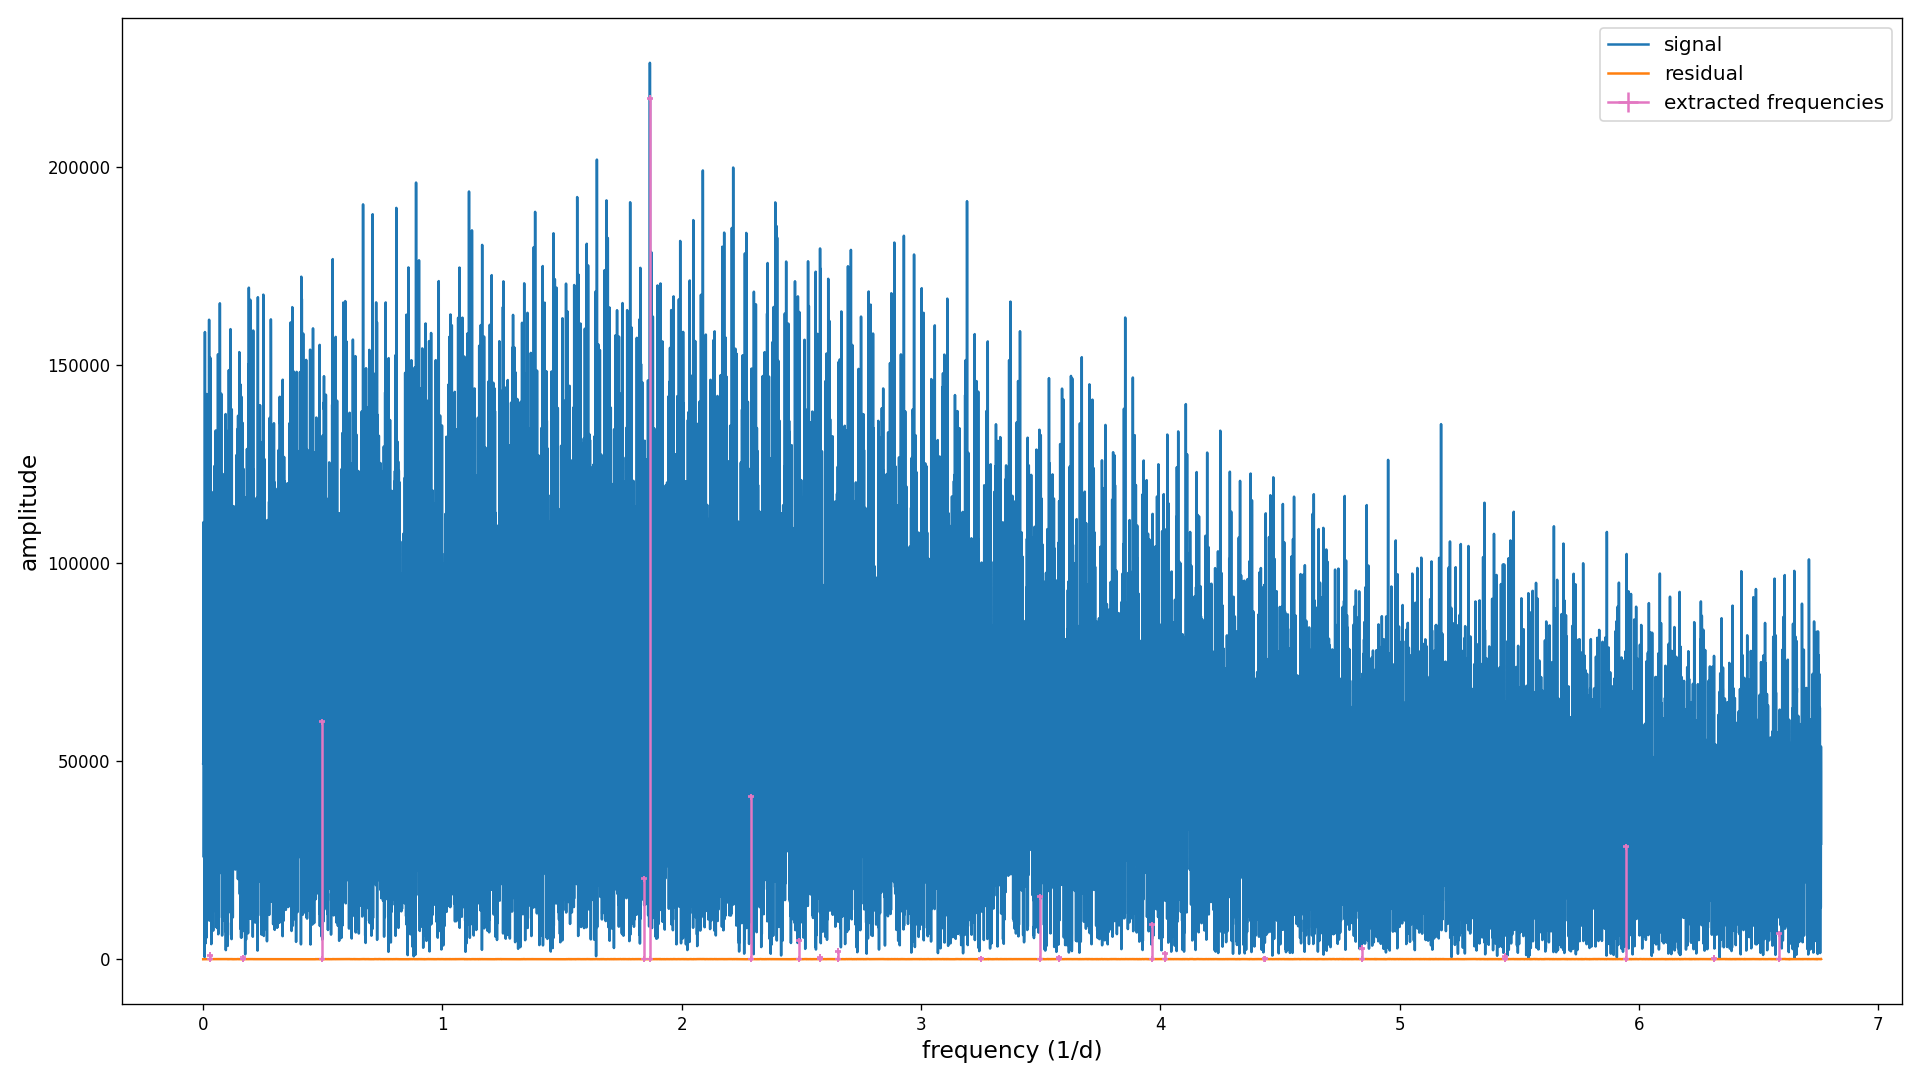 signal
residual
extracted frequencies
amplitude
200000
150000
100000
50000
0
0 1 2 3 4 5 6 7
frequency (1/d)